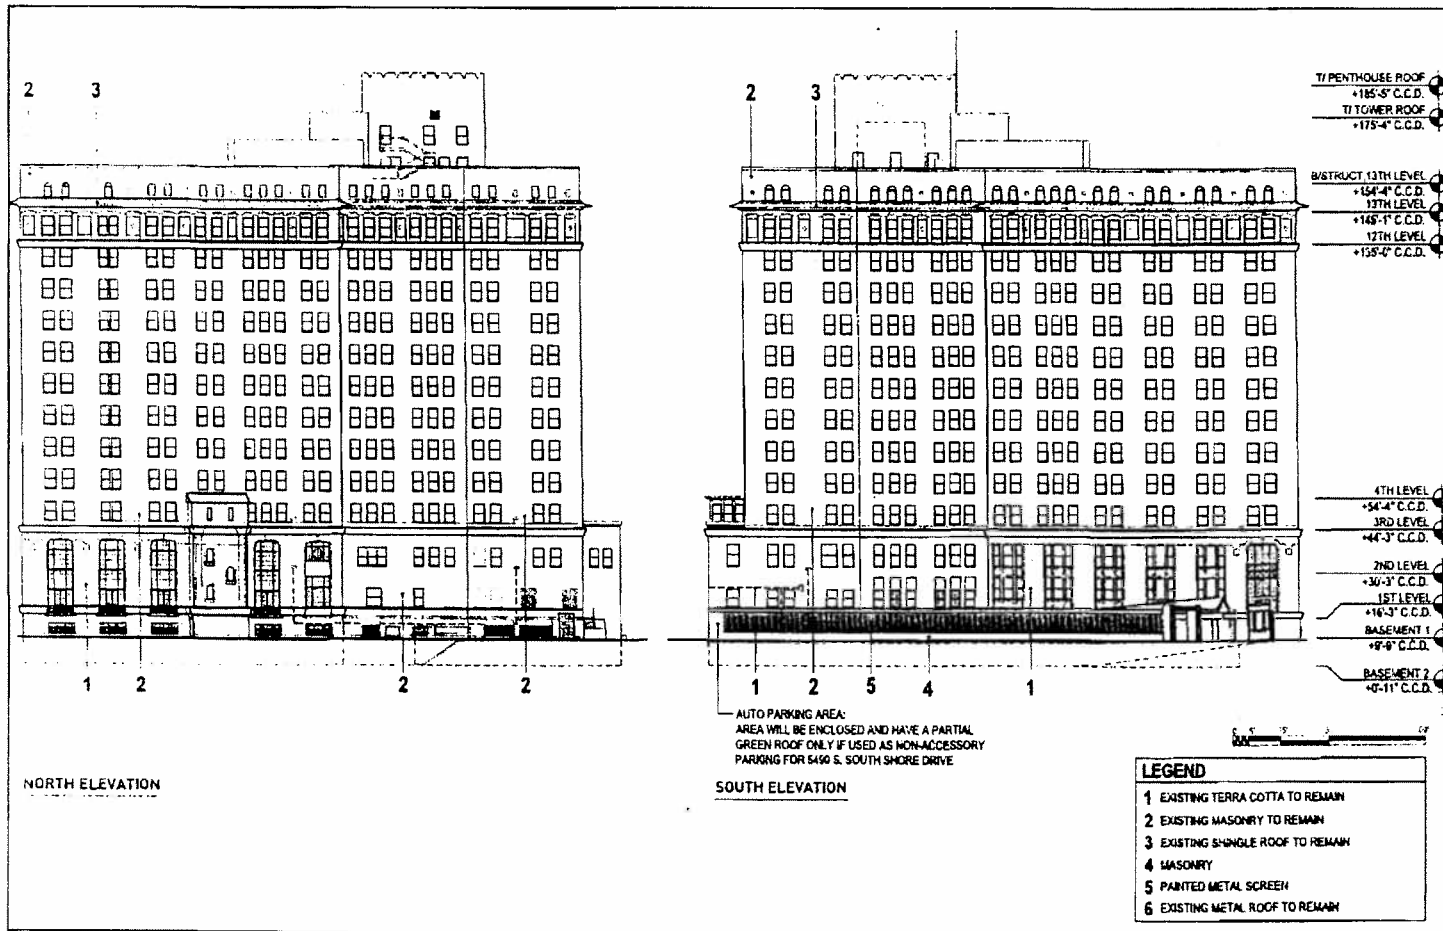 2
3
2
3
T/ PENTHOUSE ROOF
+185'-5" C.C.D.
T/ TOWER ROOF
+175'-4" C.C.D.
B/STRUCT. 13TH LEVEL
+154'-4" C.C.D.
13TH LEVEL
12TH LEVEL
4TH LEVEL
+54'-4" C.C.D.
3RD LEVEL
+44'-3" C.C.D.
2ND LEVEL
+30'-3" C.C.D.
1ST LEVEL
+16'-3" C.C.D.
BASEMENT 1
+9'-9" C.C.D.
BASEMENT 2
+0'-11" C.C.D.
1
2
2
2
1
2
5
4
1
AUTO PARKING AREA:
AREA WILL BE ENCLOSED AND HAVE A PARTIAL
GREEN ROOF ONLY IF USED AS NON-ACCESSORY
PARKING FOR 5490 S. SOUTH SHORE DRIVE
NORTH ELEVATION
SOUTH ELEVATION
LEGEND
1 EXISTING TERRA COTTA TO REMAIN
2 EXISTING MASONRY TO REMAIN
3 EXISTING SHINGLE ROOF TO REMAIN
4 MASONRY
5 PAINTED METAL SCREEN
6 EXISTING METAL ROOF TO REMAIN